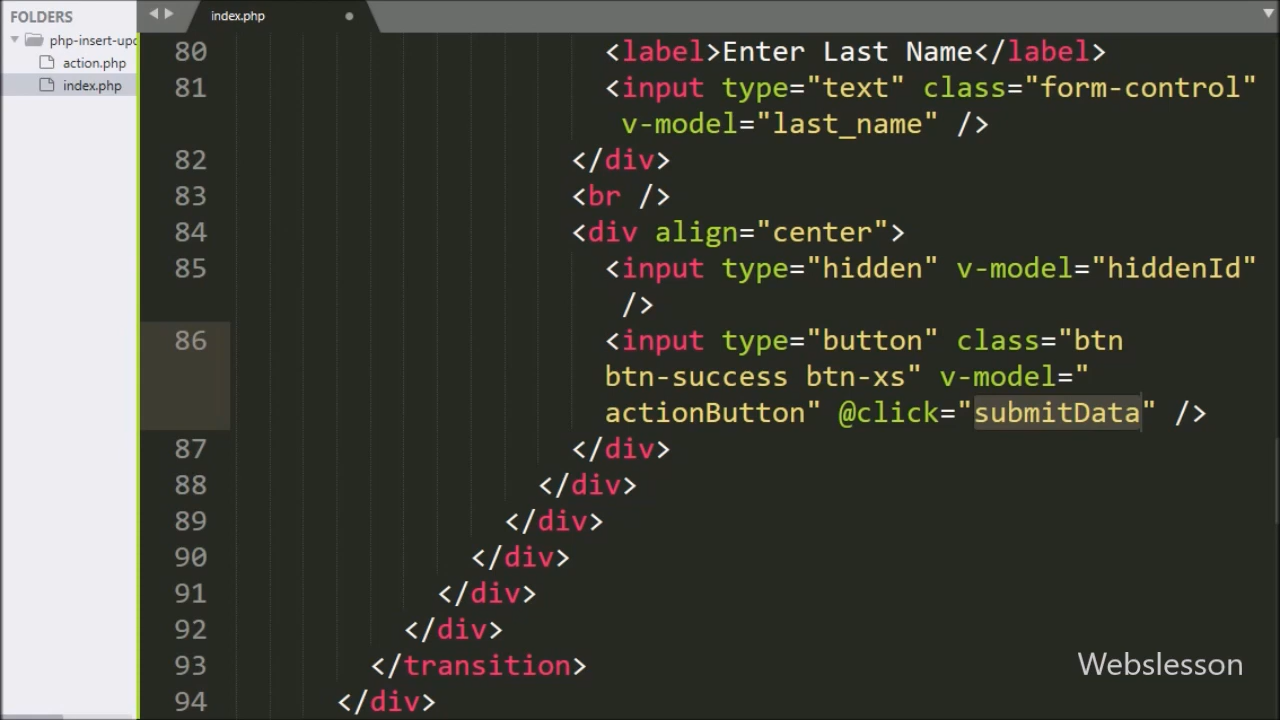 FOLDERS
php-insert-upd
action.php
index.php
index.php
80 <label>Enter Last Name</label>
81 <input type="text" class="form-control"
v-model="last_name" />
82 </div>
83 <br />
84 <div align="center">
85 <input type="hidden" v-model="hiddenId"
/>
86 <input type="button" class="btn
btn-success btn-xs" v-model="
actionButton" @click="submitData" />
87 </div>
88 </div>
89 </div>
90 </div>
91 </div>
92 </div>
93 </transition>
94 </div>
Webslesson